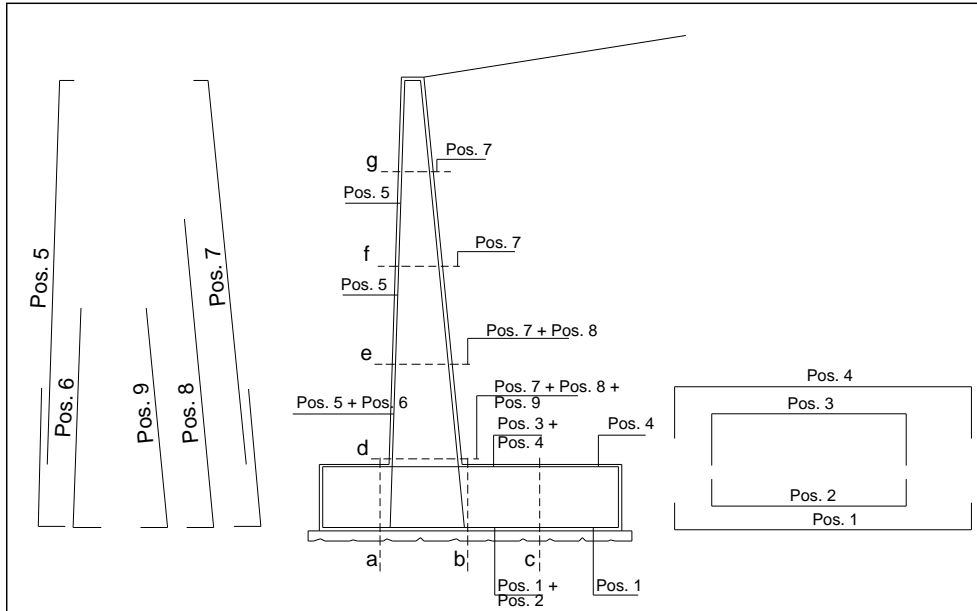 Pos. 5
Pos. 6
Pos. 9
Pos. 8
Pos. 7
g
Pos. 7
Pos. 5
f
Pos. 7
Pos. 5
e
Pos. 7 + Pos. 8
Pos. 5 + Pos. 6
Pos. 7 + Pos. 8 +
Pos. 9
d
Pos. 3 +
Pos. 4
Pos. 4
a
b
c
Pos. 1 +
Pos. 2
Pos. 1
Pos. 4
Pos. 3
Pos. 2
Pos. 1